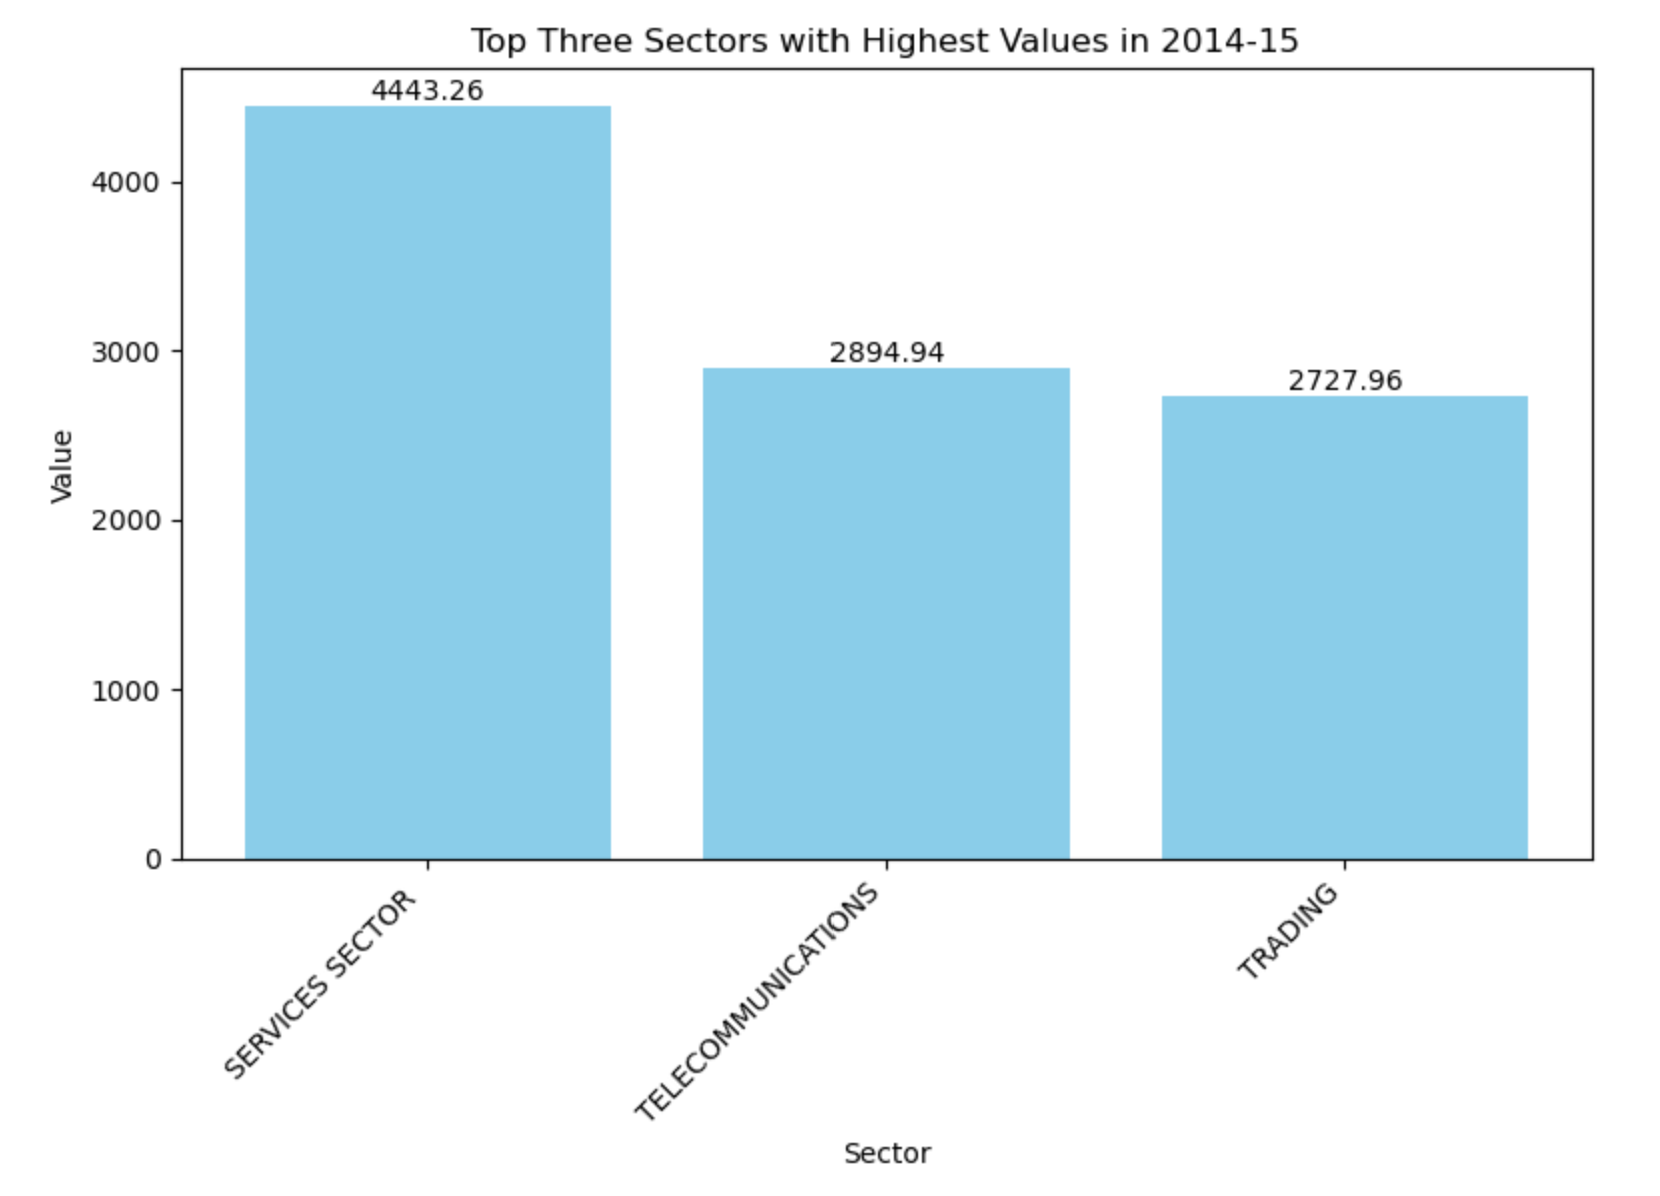 Top Three Sectors with Highest Values in 2014-15
4443.26
2894.94
2727.96
4000
3000
2000
1000
0
Value
SERVICES SECTOR
TELECOMMUNICATIONS
TRADING
Sector